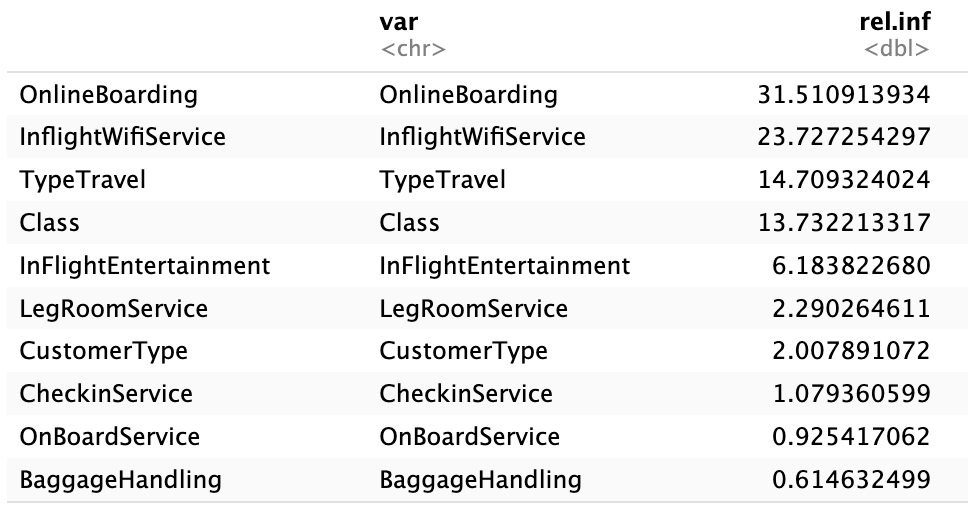 var rel.inf
<chr> <dbl>
OnlineBoarding OnlineBoarding 31.510913934
InflightWifiService InflightWifiService 23.727254297
TypeTravel TypeTravel 14.709324024
Class Class 13.732213317
InFlightEntertainment InFlightEntertainment 6.183822680
LegRoomService LegRoomService 2.290264611
CustomerType CustomerType 2.007891072
CheckinService CheckinService 1.079360599
OnBoardService OnBoardService 0.925417062
BaggageHandling BaggageHandling 0.614632499